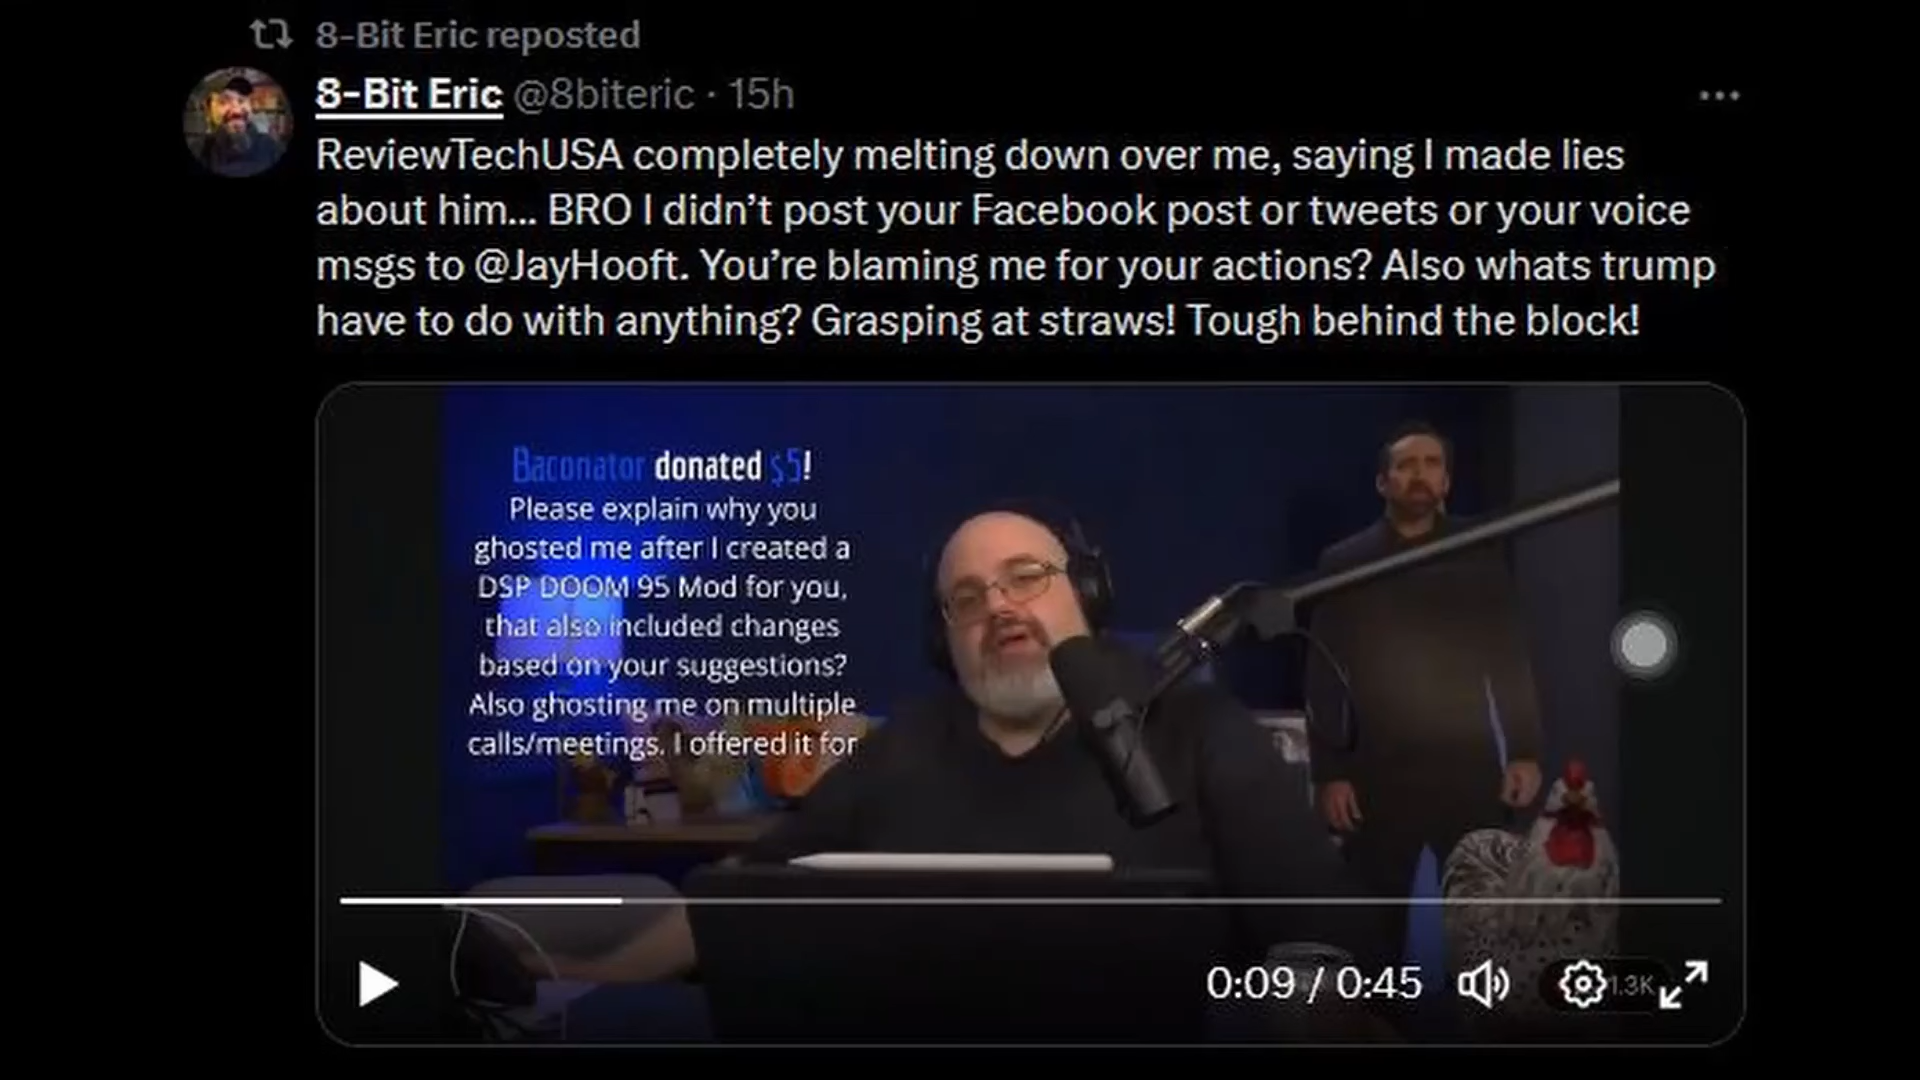 8-Bit Eric reposted
8-Bit Eric @8biteric · 15h
ReviewTechUSA completely melting down over me, saying I made lies
about him... BRO I didn’t post your Facebook post or tweets or your voice
msgs to @JayHooft. You’re blaming me for your actions? Also whats trump
have to do with anything? Grasping at straws! Tough behind the block!
Baconator donated $5!
Please explain why you
ghosted me after I created a
DSP DOOM 95 Mod for you,
that also included changes
based on your suggestions?
Also ghosting me on multiple
calls/meetings. I offered it for
0:09 / 0:45
1.3K